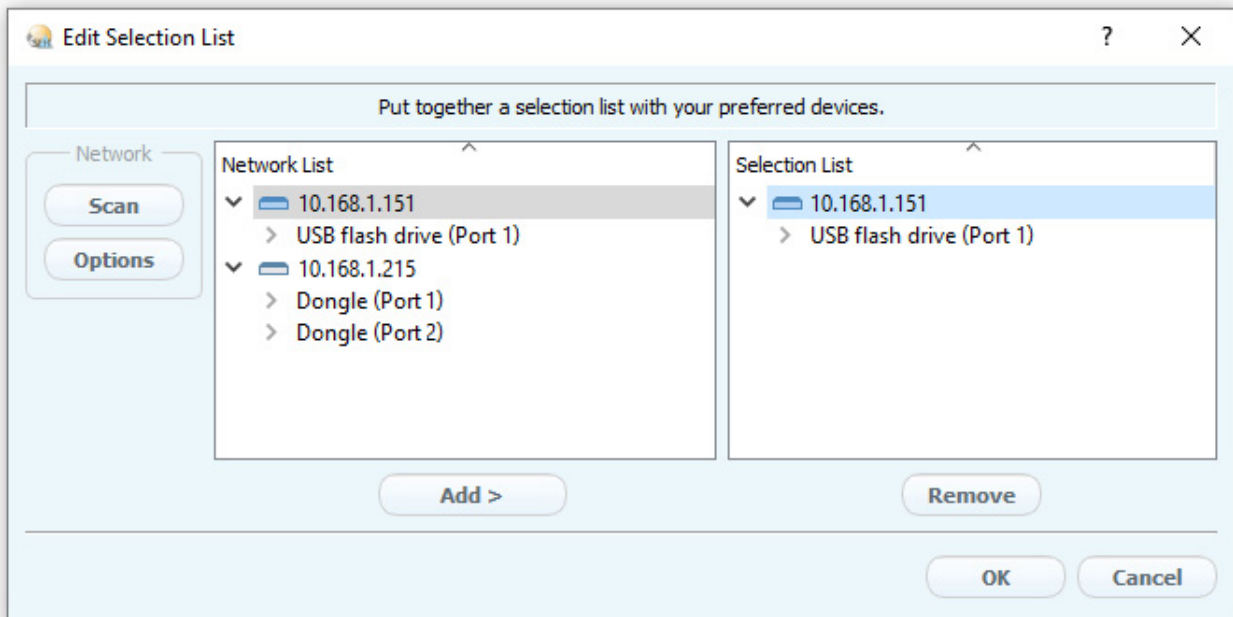 Edit Selection List
?
Put together a selection list with your preferred devices.
Network
Scan
Options
Network List
10.168.1.151
USB flash drive (Port 1)
10.168.1.215
Dongle (Port 1)
Dongle (Port 2)
Add >
Selection List
10.168.1.151
USB flash drive (Port 1)
Remove
OK
Cancel